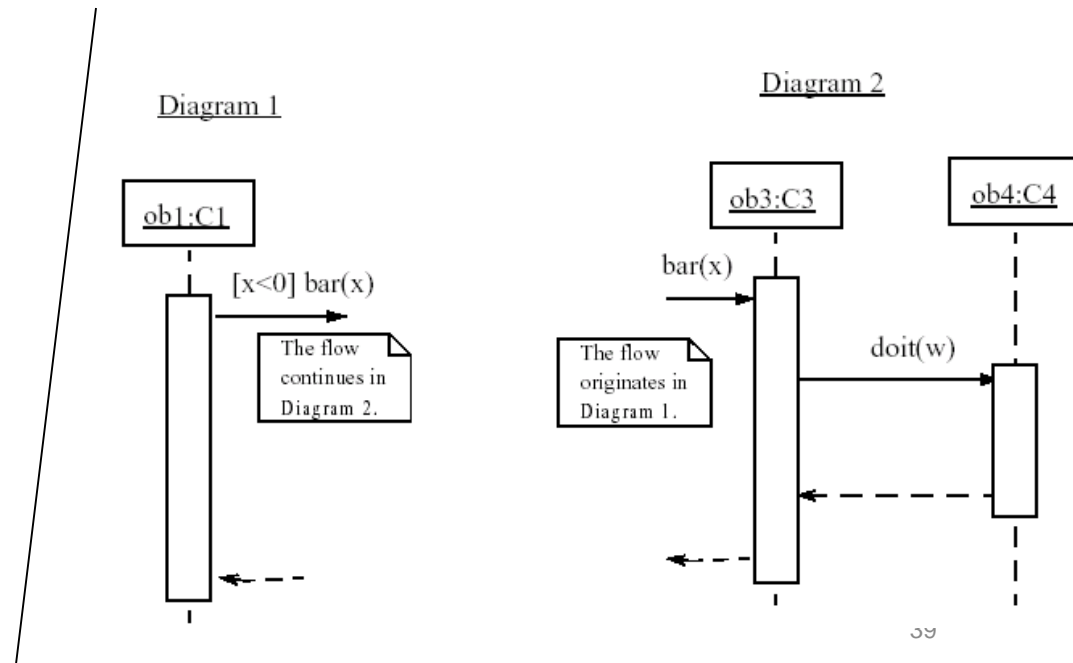 Diagram 1
ob1:C1
[x<0] bar(x)
The flow
continues in
Diagram 2.
Diagram 2
ob3:C3
ob4:C4
bar(x)
The flow
originates in
Diagram 1.
doit(w)
39